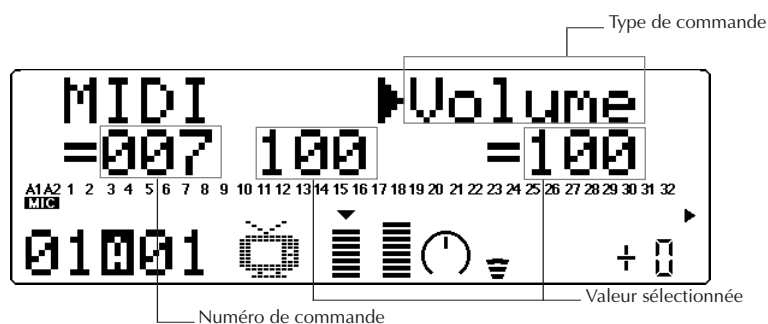 Type de commande
MIDI ▶Volume
=007 100 =100
A1 A2 1 2 3 4 5 6 7 8 9 10 11 12 13 14 15 16 17 18 19 20 21 22 23 24 25 26 27 28 29 30 31 32
MIC
01A01 + 0
Valeur sélectionnée
Numéro de commande